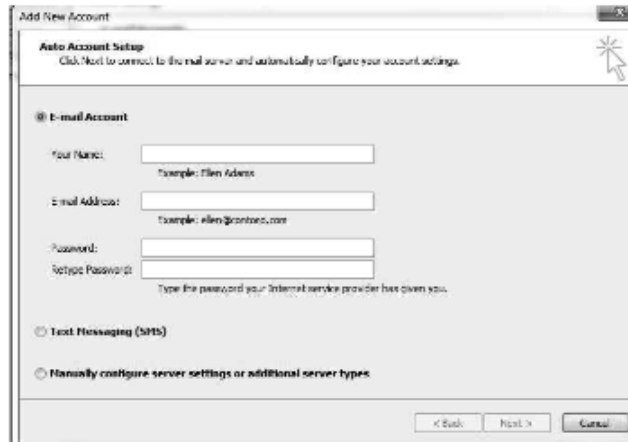 Add New Account
Auto Account Setup
Click Next to connect to the mail server and automatically configure your account settings.
E-mail Account
Your Name:
Example: Ellen Adams
E-mail Address:
Example: ellen@contoso.com
Password:
Retype Password:
Type the password your Internet service provider has given you.
Text Messaging (SMS)
Manually configure server settings or additional server types
< Back Next > Cancel